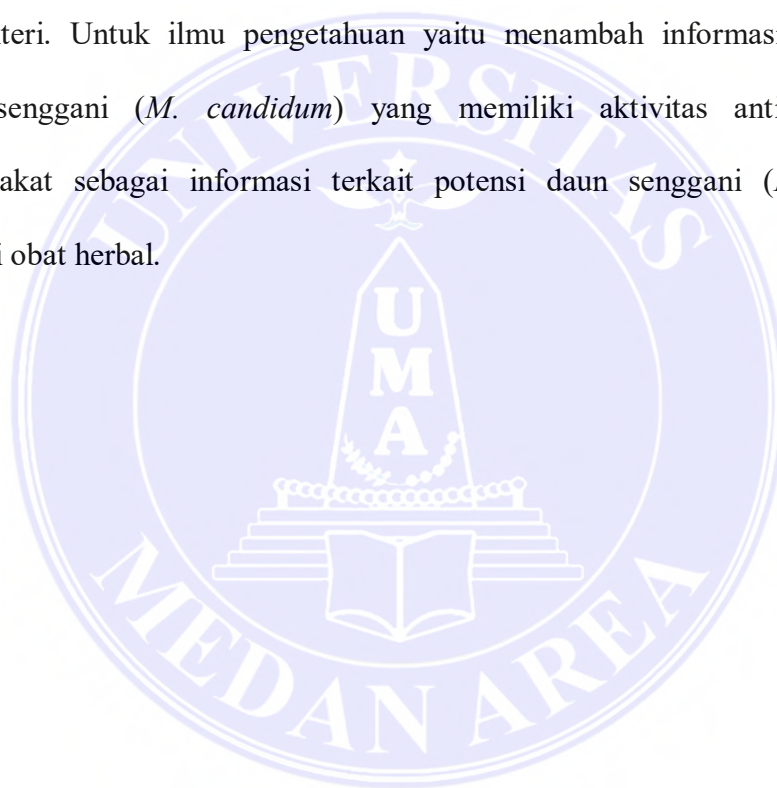 teri. Untuk ilmu pengetahuan yaitu menambah informasi
senggani (M. candidum) yang memiliki aktivitas anti
akat sebagai informasi terkait potensi daun senggani (
i obat herbal.
UNIVERSITAS
U
M
A
MEDAN AREA